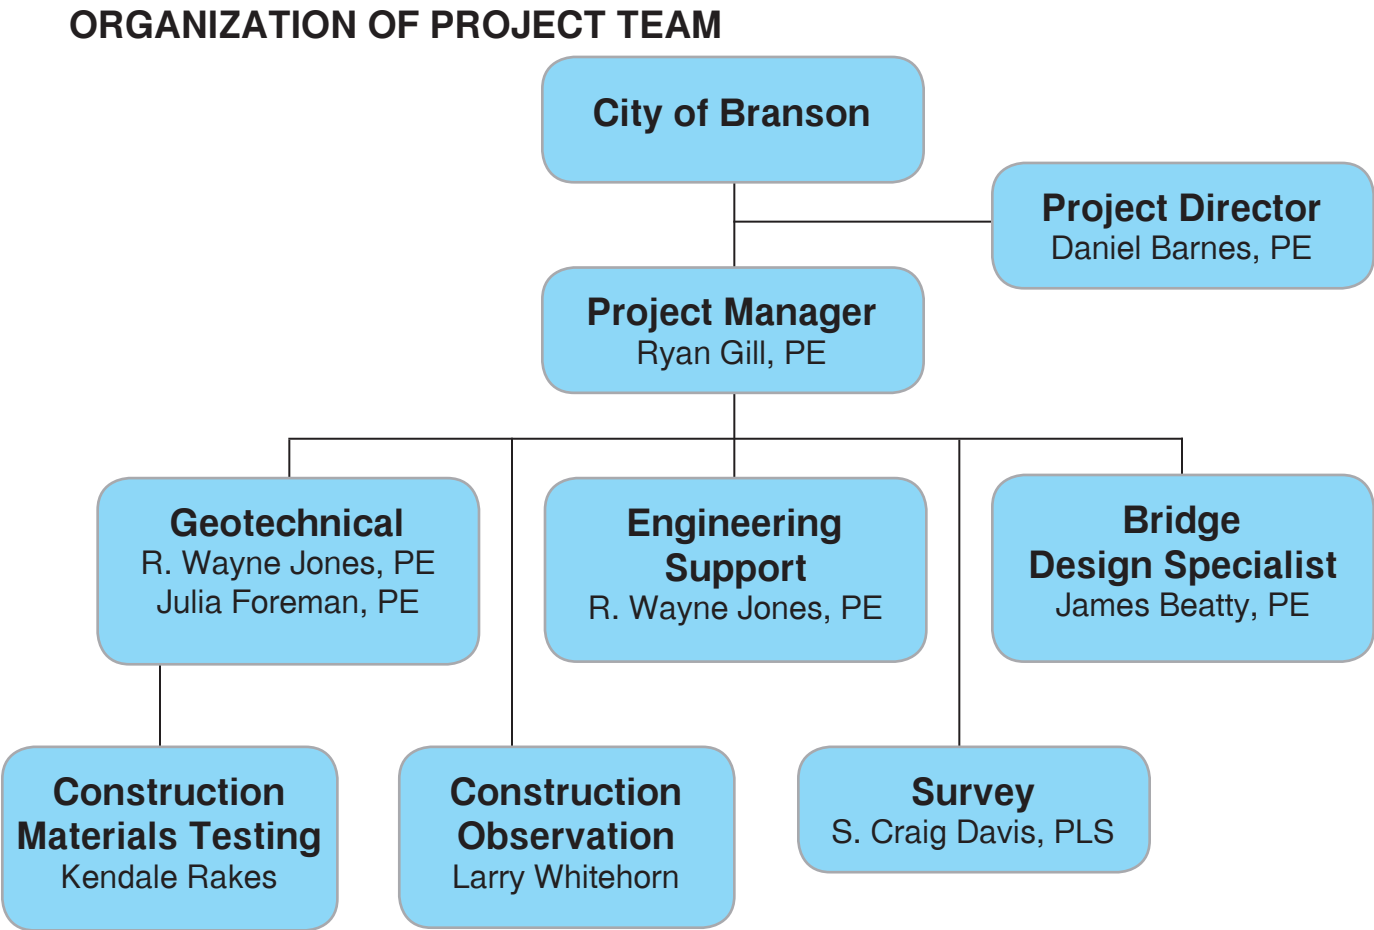 ORGANIZATION OF PROJECT TEAM
City of Branson
Project Director
Daniel Barnes, PE
Project Manager
Ryan Gill, PE
Geotechnical
R. Wayne Jones, PE
Julia Foreman, PE
Engineering
Support
R. Wayne Jones, PE
Bridge
Design Specialist
James Beatty, PE
Construction
Materials Testing
Kendale Rakes
Construction
Observation
Larry Whitehorn
Survey
S. Craig Davis, PLS